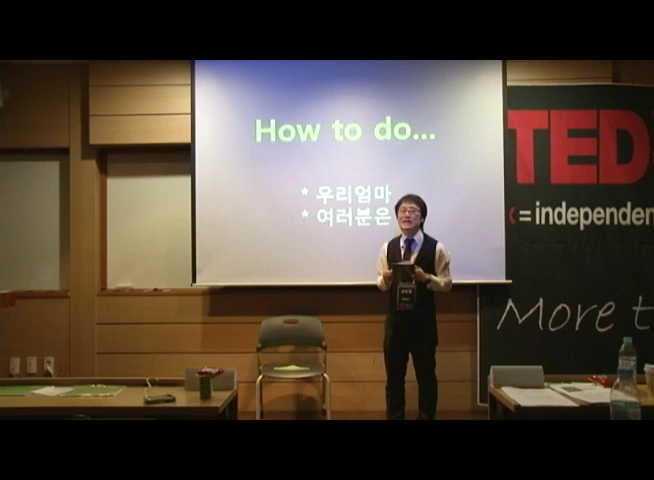 How to do...
* 우리엄마
* 여러분은
TED
x = independen
More t